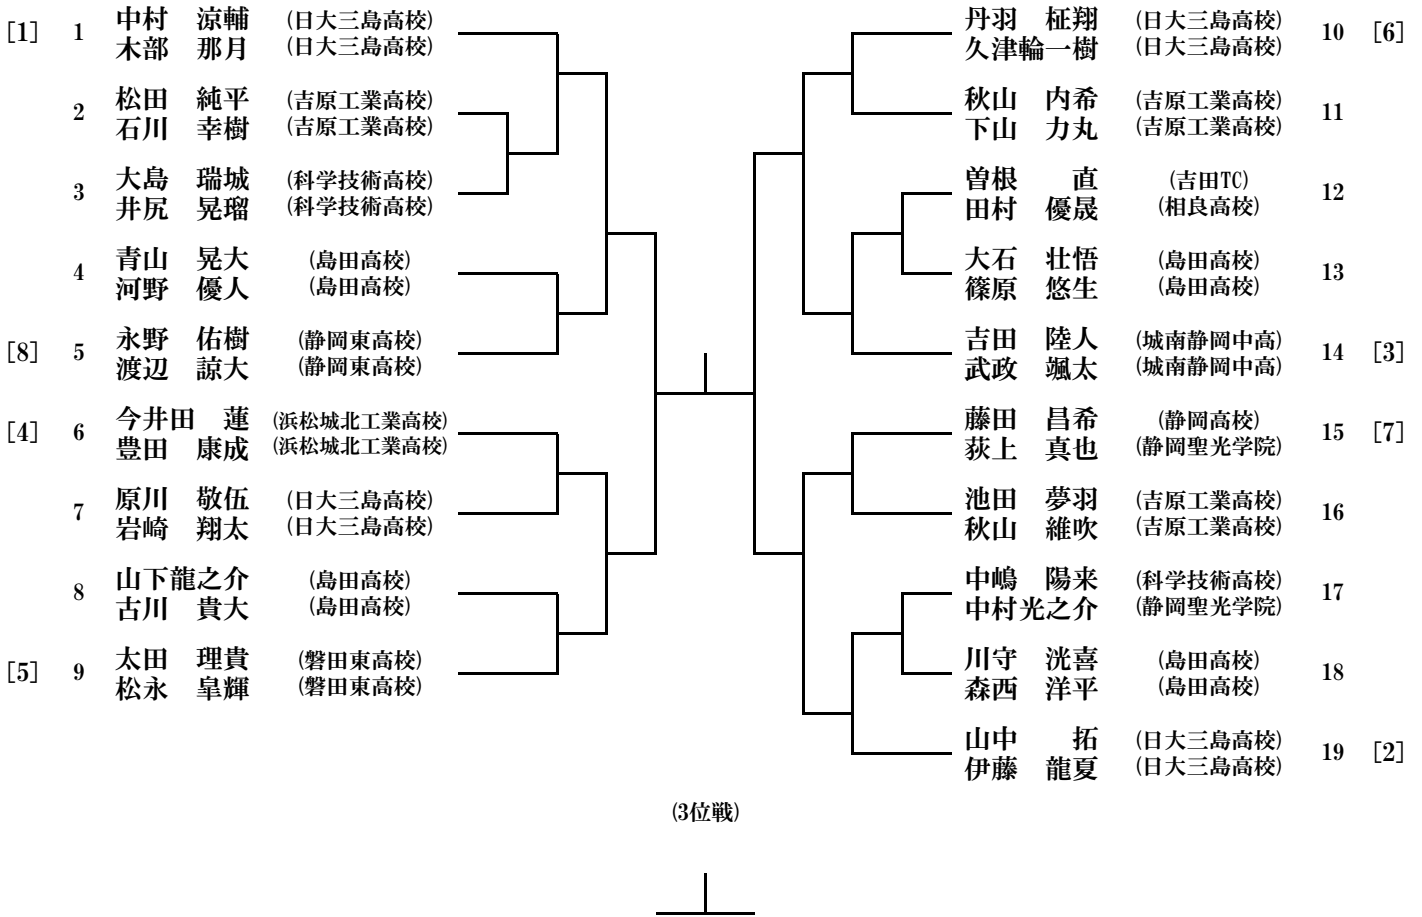 [1] 1 中村 涼輔 (日大三島高校)
木部 那月 (日大三島高校)
2 松田 純平 (吉原工業高校)
石川 幸樹 (吉原工業高校)
3 大島 瑞城 (科学技術高校)
井尻 晃瑠 (科学技術高校)
4 青山 晃大 (島田高校)
河野 優人 (島田高校)
[8] 5 永野 佑樹 (静岡東高校)
渡辺 諒大 (静岡東高校)
[4] 6 今井田 蓮 (浜松城北工業高校)
豊田 康成 (浜松城北工業高校)
7 原川 敬伍 (日大三島高校)
岩崎 翔太 (日大三島高校)
8 山下龍之介 (島田高校)
古川 貴大 (島田高校)
[5] 9 太田 理貴 (磐田東高校)
松永 皐輝 (磐田東高校)
丹羽 柾翔 (日大三島高校) 10 [6]
久津輪一樹 (日大三島高校)
秋山 内希 (吉原工業高校) 11
下山 力丸 (吉原工業高校)
曽根 直 (吉田TC) 12
田村 優晟 (相良高校)
大石 壮悟 (島田高校) 13
篠原 悠生 (島田高校)
吉田 陸人 (城南静岡中高) 14 [3]
武政 颯太 (城南静岡中高)
藤田 昌希 (静岡高校) 15 [7]
荻上 真也 (静岡聖光学院)
池田 夢羽 (吉原工業高校) 16
秋山 維吹 (吉原工業高校)
中嶋 陽来 (科学技術高校) 17
中村光之介 (静岡聖光学院)
川守 洸喜 (島田高校) 18
森西 洋平 (島田高校)
山中 拓 (日大三島高校) 19 [2]
伊藤 龍夏 (日大三島高校)
(3位戦)